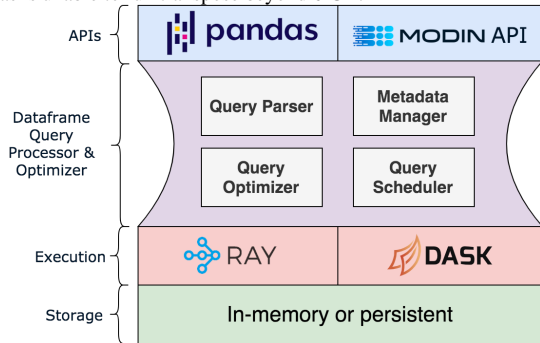 APIs
pandas
MODIN API
Dataframe
Query
Processor &
Optimizer
Query Parser
Metadata
Manager
Query
Optimizer
Query
Scheduler
Execution
RAY
DASK
Storage
In-memory or persistent